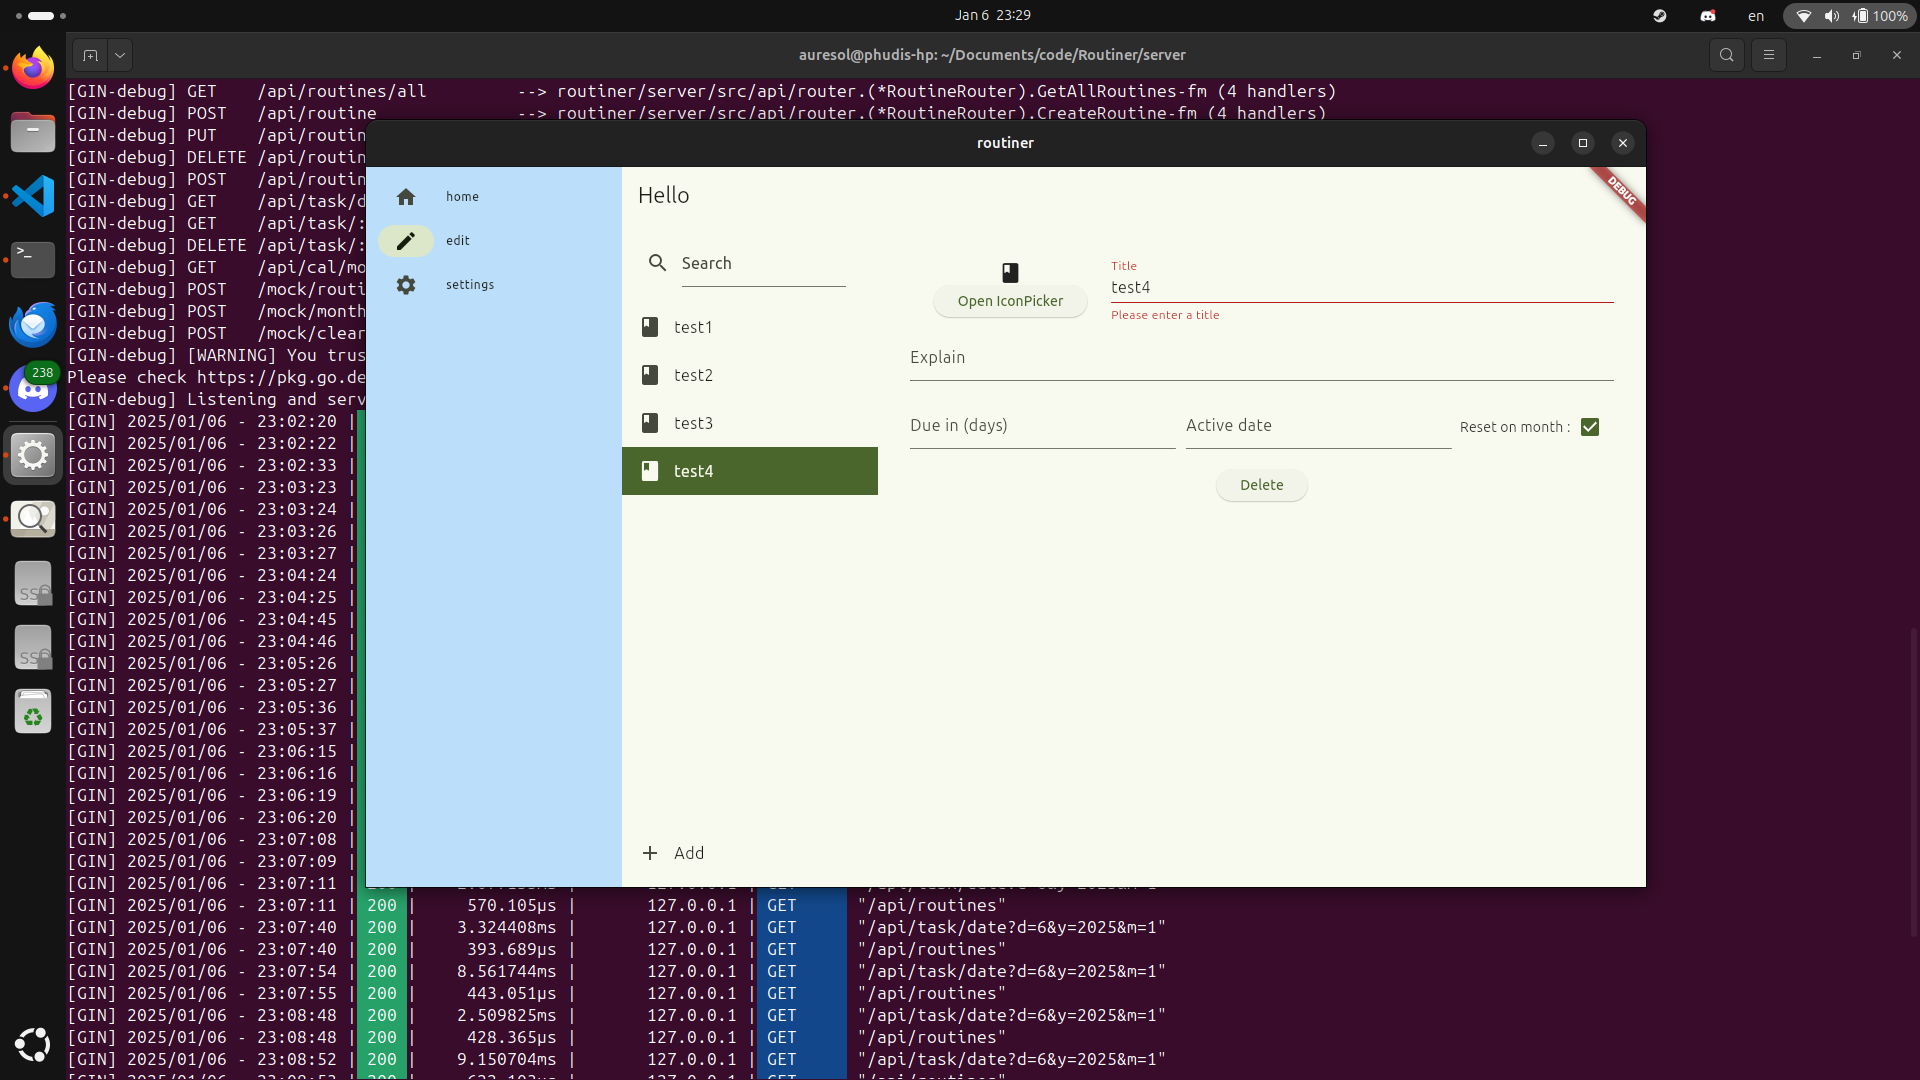 Jan 6 23:29
en
100%
auresol@phudis-hp: ~/Documents/code/Routiner/server
[GIN-debug] GET /api/routines/all --> routiner/server/src/api/router.(*RoutineRouter).GetAllRoutines-fm (4 handlers)
[GIN-debug] POST /api/routine --> routiner/server/src/api/router.(*RoutineRouter).CreateRoutine-fm (4 handlers)
[GIN-debug] PUT /api/routin
[GIN-debug] DELETE /api/routin
[GIN-debug] POST /api/routin
[GIN-debug] GET /api/task/d
[GIN-debug] GET /api/task/:
[GIN-debug] DELETE /api/task/:
[GIN-debug] GET /api/cal/mo
[GIN-debug] POST /mock/routi
[GIN-debug] POST /mock/month
[GIN-debug] POST /mock/clear
[GIN-debug] [WARNING] You trus
Please check https://pkg.go.de
[GIN-debug] Listening and serv
[GIN] 2025/01/06 - 23:02:20 |
[GIN] 2025/01/06 - 23:02:22 |
[GIN] 2025/01/06 - 23:02:33 |
[GIN] 2025/01/06 - 23:03:23 |
[GIN] 2025/01/06 - 23:03:24 |
[GIN] 2025/01/06 - 23:03:26 |
[GIN] 2025/01/06 - 23:03:27 |
[GIN] 2025/01/06 - 23:04:24 |
[GIN] 2025/01/06 - 23:04:25 |
[GIN] 2025/01/06 - 23:04:45 |
[GIN] 2025/01/06 - 23:04:46 |
[GIN] 2025/01/06 - 23:05:26 |
[GIN] 2025/01/06 - 23:05:27 |
[GIN] 2025/01/06 - 23:05:36 |
[GIN] 2025/01/06 - 23:05:37 |
[GIN] 2025/01/06 - 23:06:15 |
[GIN] 2025/01/06 - 23:06:16 |
[GIN] 2025/01/06 - 23:06:19 |
[GIN] 2025/01/06 - 23:06:20 |
[GIN] 2025/01/06 - 23:07:08 |
[GIN] 2025/01/06 - 23:07:09 |
[GIN] 2025/01/06 - 23:07:11 |
[GIN] 2025/01/06 - 23:07:11 | 200 | 570.105µs | 127.0.0.1 | GET "/api/routines"
[GIN] 2025/01/06 - 23:07:40 | 200 | 3.324408ms | 127.0.0.1 | GET "/api/task/date?d=6&y=2025&m=1"
[GIN] 2025/01/06 - 23:07:40 | 200 | 393.689µs | 127.0.0.1 | GET "/api/routines"
[GIN] 2025/01/06 - 23:07:54 | 200 | 8.561744ms | 127.0.0.1 | GET "/api/task/date?d=6&y=2025&m=1"
[GIN] 2025/01/06 - 23:07:55 | 200 | 443.051µs | 127.0.0.1 | GET "/api/routines"
[GIN] 2025/01/06 - 23:08:48 | 200 | 2.509825ms | 127.0.0.1 | GET "/api/task/date?d=6&y=2025&m=1"
[GIN] 2025/01/06 - 23:08:48 | 200 | 428.365µs | 127.0.0.1 | GET "/api/routines"
[GIN] 2025/01/06 - 23:08:52 | 200 | 9.150704ms | 127.0.0.1 | GET "/api/task/date?d=6&y=2025&m=1"
routiner
DEBUG
home
edit
settings
Hello
Search
test1
test2
test3
test4
Add
Open IconPicker
Title
test4
Please enter a title
Explain
Due in (days)
Active date
Reset on month :
Delete
238
SSD
SSD